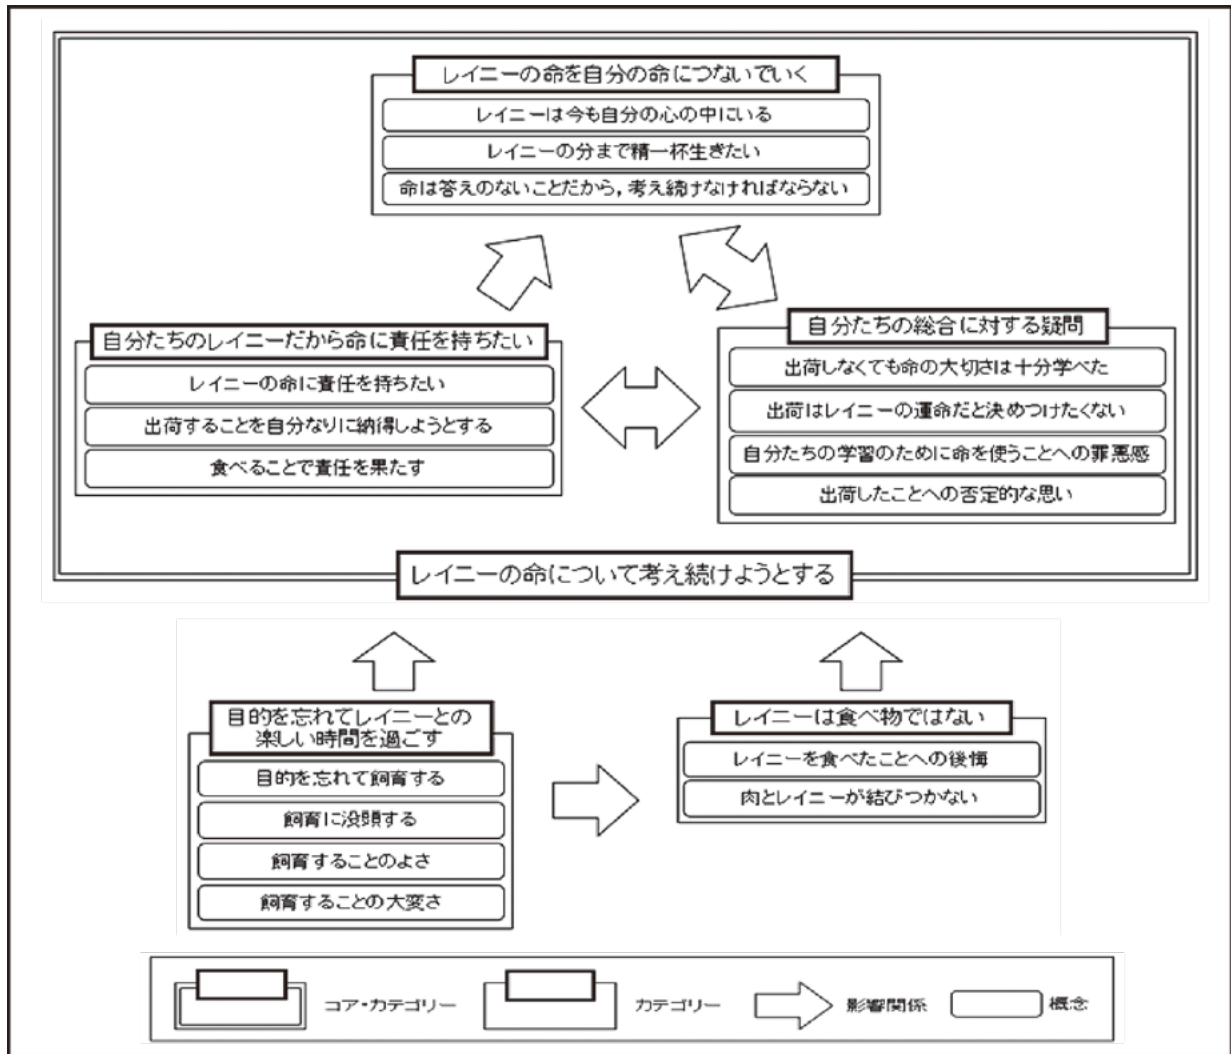 レイニーの命を自分の命につないでいく
レイニーは今も自分の心の中にいる
レイニーの分まで精一杯生きたい
命は答えのないことだから，考え続けなければならない
自分たちのレイニーだから命に責任を持ちたい
レイニーの命に責任を持ちたい
出荷することを自分なりに納得しようとする
食べることで責任を果たす
自分たちの総合に対する疑問
出荷しなくても命の大切さは十分学べた
出荷はレイニーの運命だと決めつけたくない
自分たちの学習のために命を使うことへの罪悪感
出荷したことへの否定的な思い
レイニーの命について考え続けようとする
目的を忘れてレイニーとの
楽しい時間を過ごす
目的を忘れて飼育する
飼育に没頭する
飼育することのよさ
飼育することの大変さ
レイニーは食べ物ではない
レイニーを食べたことへの後悔
肉とレイニーが結びつかない
コア・カテゴリー
カテゴリー
影響関係
概念